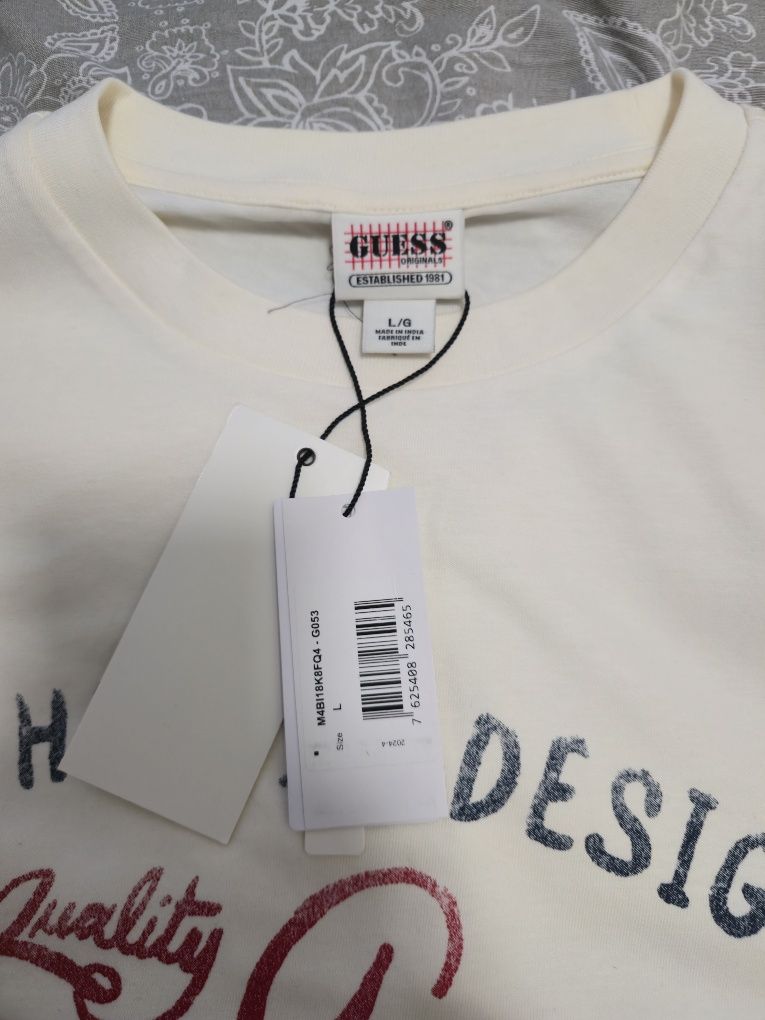 GUESS®
ORIGINALS
ESTABLISHED 1981
L/G
MADE IN INDIA
FABRIQUÉ EN
INDE
M4BI18K8FQ4 - G053
Size L
7 625408 285465
2024-4
H
DESIG
Quality